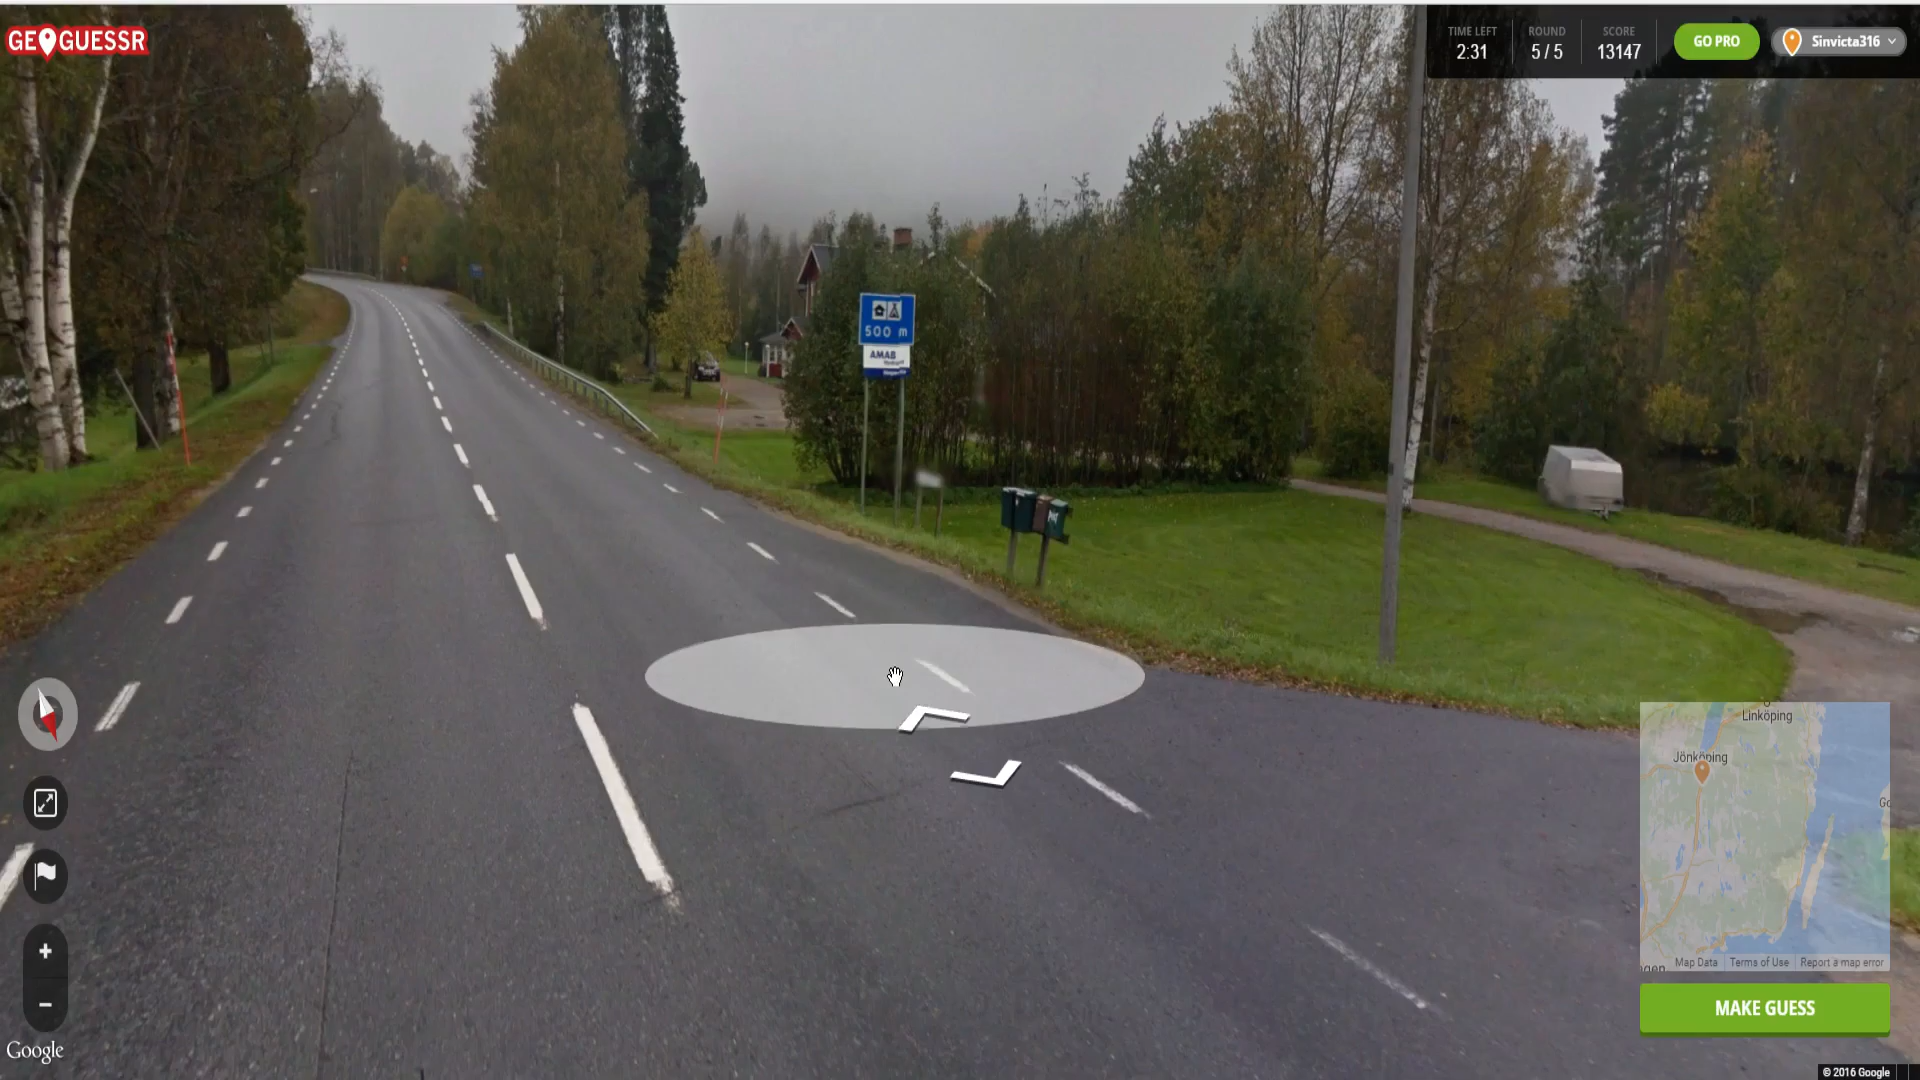 GEOGUESSR
TIME LEFT
2:31
ROUND
5 / 5
SCORE
13147
GO PRO
Sinvicta316
500 m
AMAB
Linköping
Jönköping
Map Data
Terms of Use
Report a map error
MAKE GUESS
Google
© 2016 Google